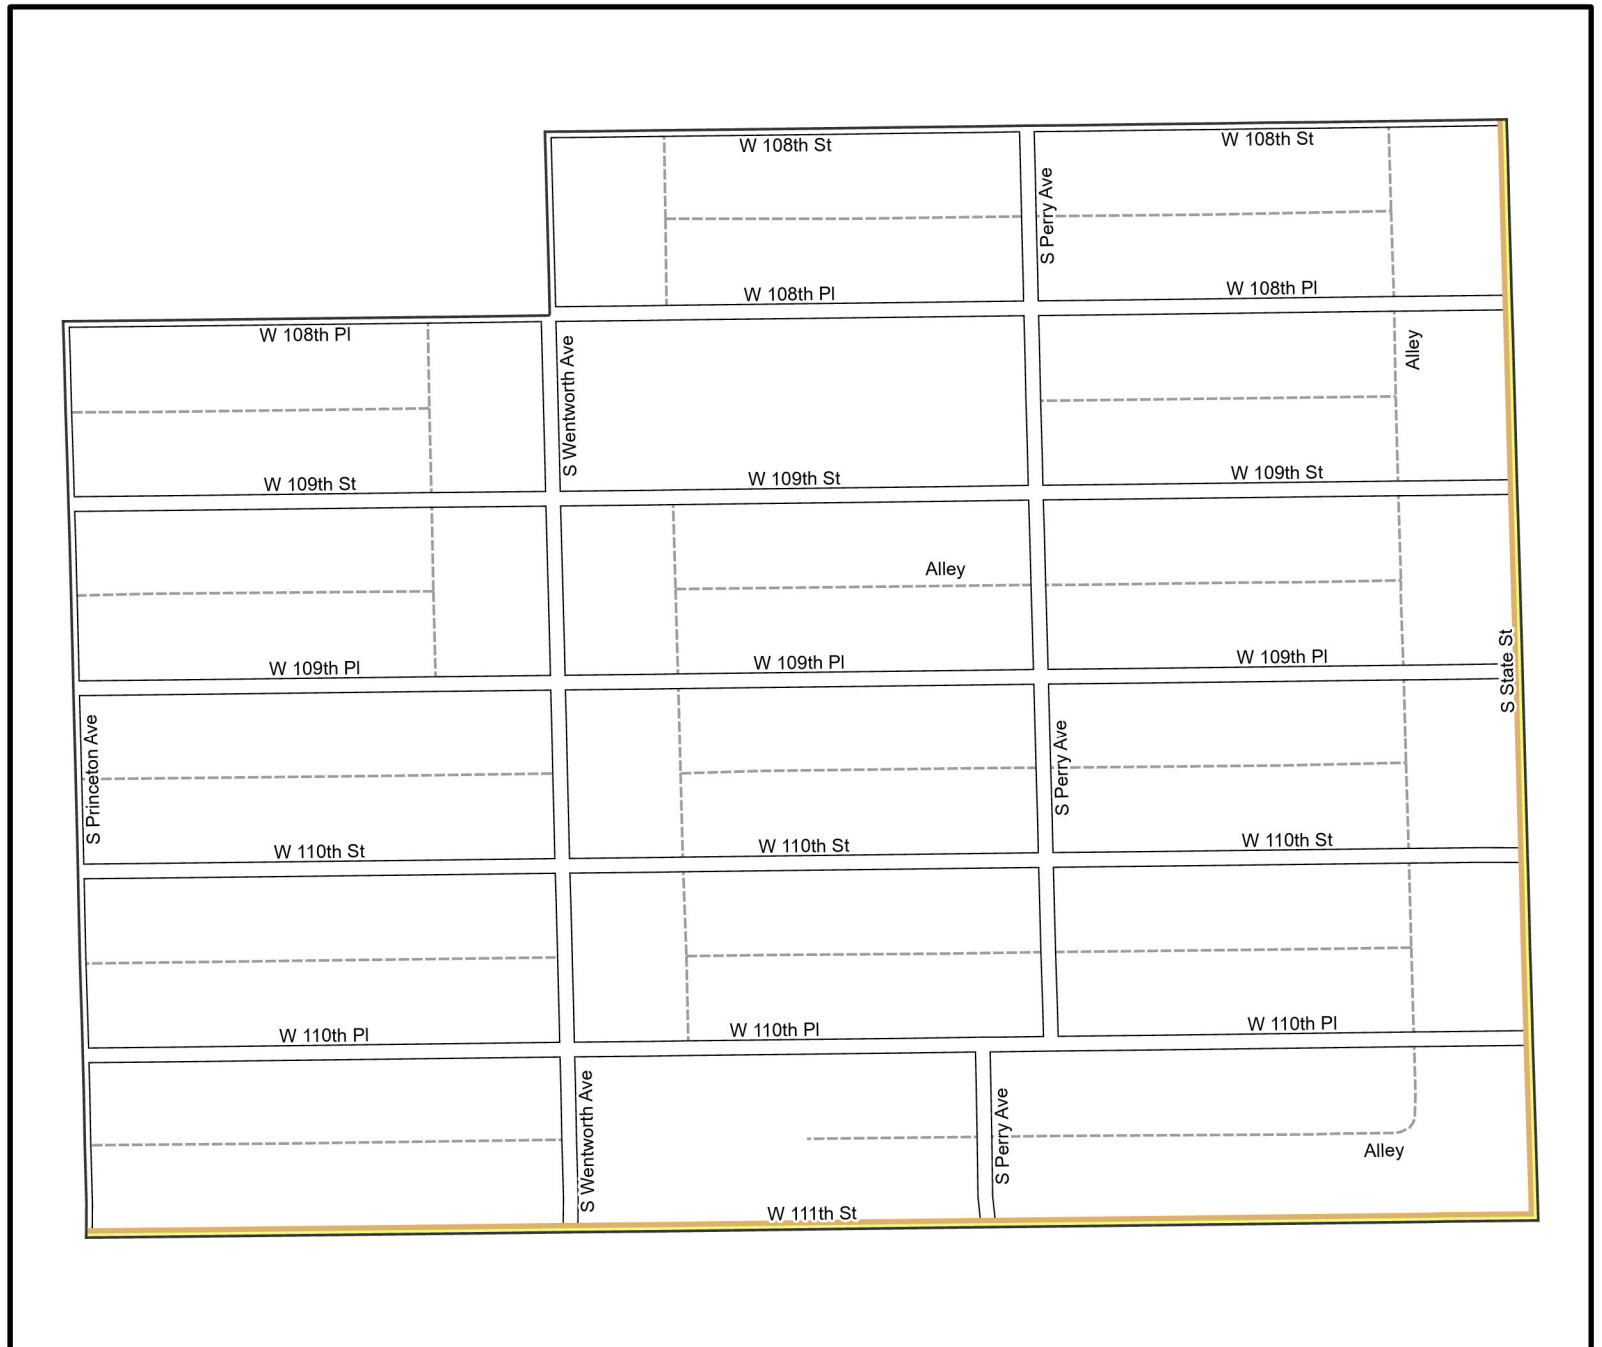 W 108th St
W 108th St
S Perry Ave
W 108th Pl
W 108th Pl
W 108th Pl
S Wentworth Ave
Alley
W 109th St
W 109th St
W 109th St
Alley
W 109th Pl
W 109th Pl
W 109th Pl
S State St
S Princeton Ave
S Perry Ave
W 110th St
W 110th St
W 110th St
W 110th Pl
W 110th Pl
W 110th Pl
S Wentworth Ave
S Perry Ave
Alley
W 111th St